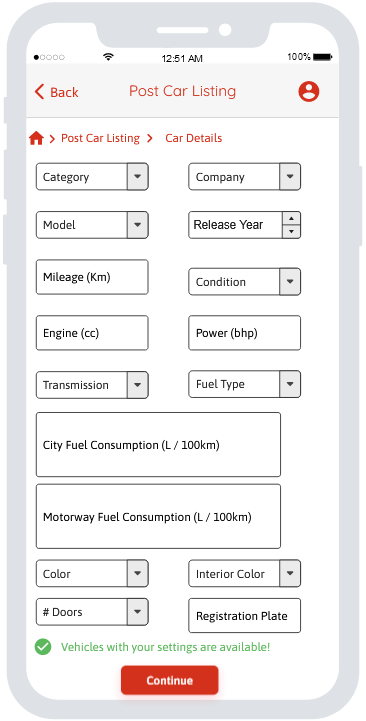 12:51 AM
100%
Back
Post Car Listing
Post Car Listing
Car Details
Category
Company
Model
Release Year
Mileage (Km)
Condition
Engine (cc)
Power (bhp)
Transmission
Fuel Type
City Fuel Consumption (L / 100km)
Motorway Fuel Consumption (L / 100km)
Color
Interior Color
# Doors
Registration Plate
Vehicles with your settings are available!
Continue